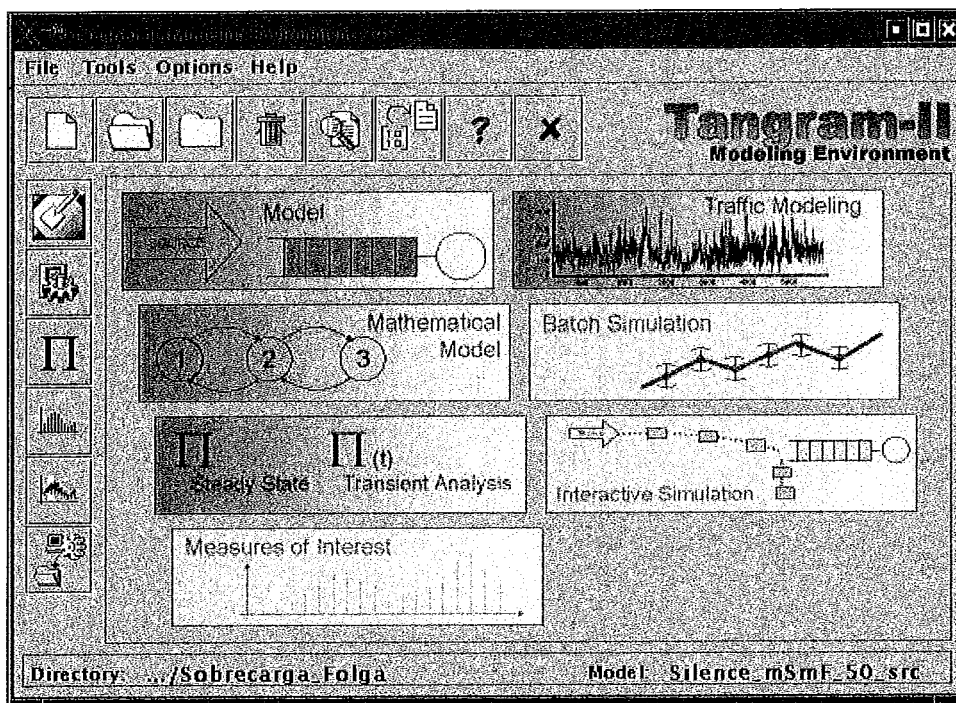 File Tools Options Help
?
X
Tangram-II
Modeling Environment
Model
source
Traffic Modeling
Mathematical
Model
1 2 3
Batch Simulation
Π Π(t)
Steady State Transient Analysis
Interactive Simulation
Π
Measures of Interest
Directory: .../Sobrecarga_Folga Model: Silence_mSmF_50_src